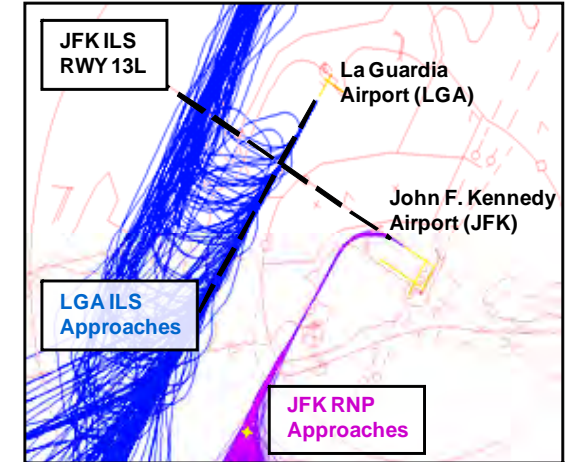 JFK ILS
RWY 13L
La Guardia
Airport (LGA)
John F. Kennedy
Airport (JFK)
LGA ILS
Approaches
JFK RNP
Approaches